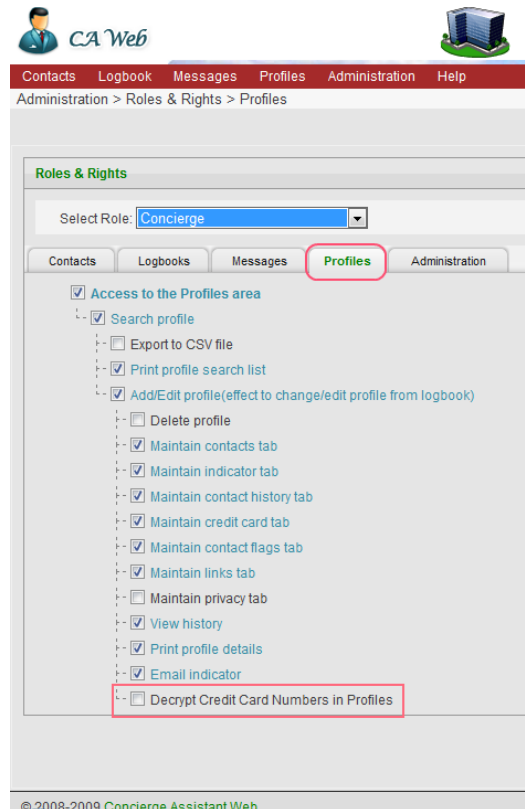 CA Web
Contacts Logbook Messages Profiles Administration Help
Administration > Roles & Rights > Profiles
Roles & Rights
Select Role: Concierge
Contacts Logbooks Messages Profiles Administration
Access to the Profiles area
Search profile
Export to CSV file
Print profile search list
Add/Edit profile(effect to change/edit profile from logbook)
Delete profile
Maintain contacts tab
Maintain indicator tab
Maintain contact history tab
Maintain credit card tab
Maintain contact flags tab
Maintain links tab
Maintain privacy tab
View history
Print profile details
Email indicator
Decrypt Credit Card Numbers in Profiles
© 2008-2009 Concierge Assistant Web